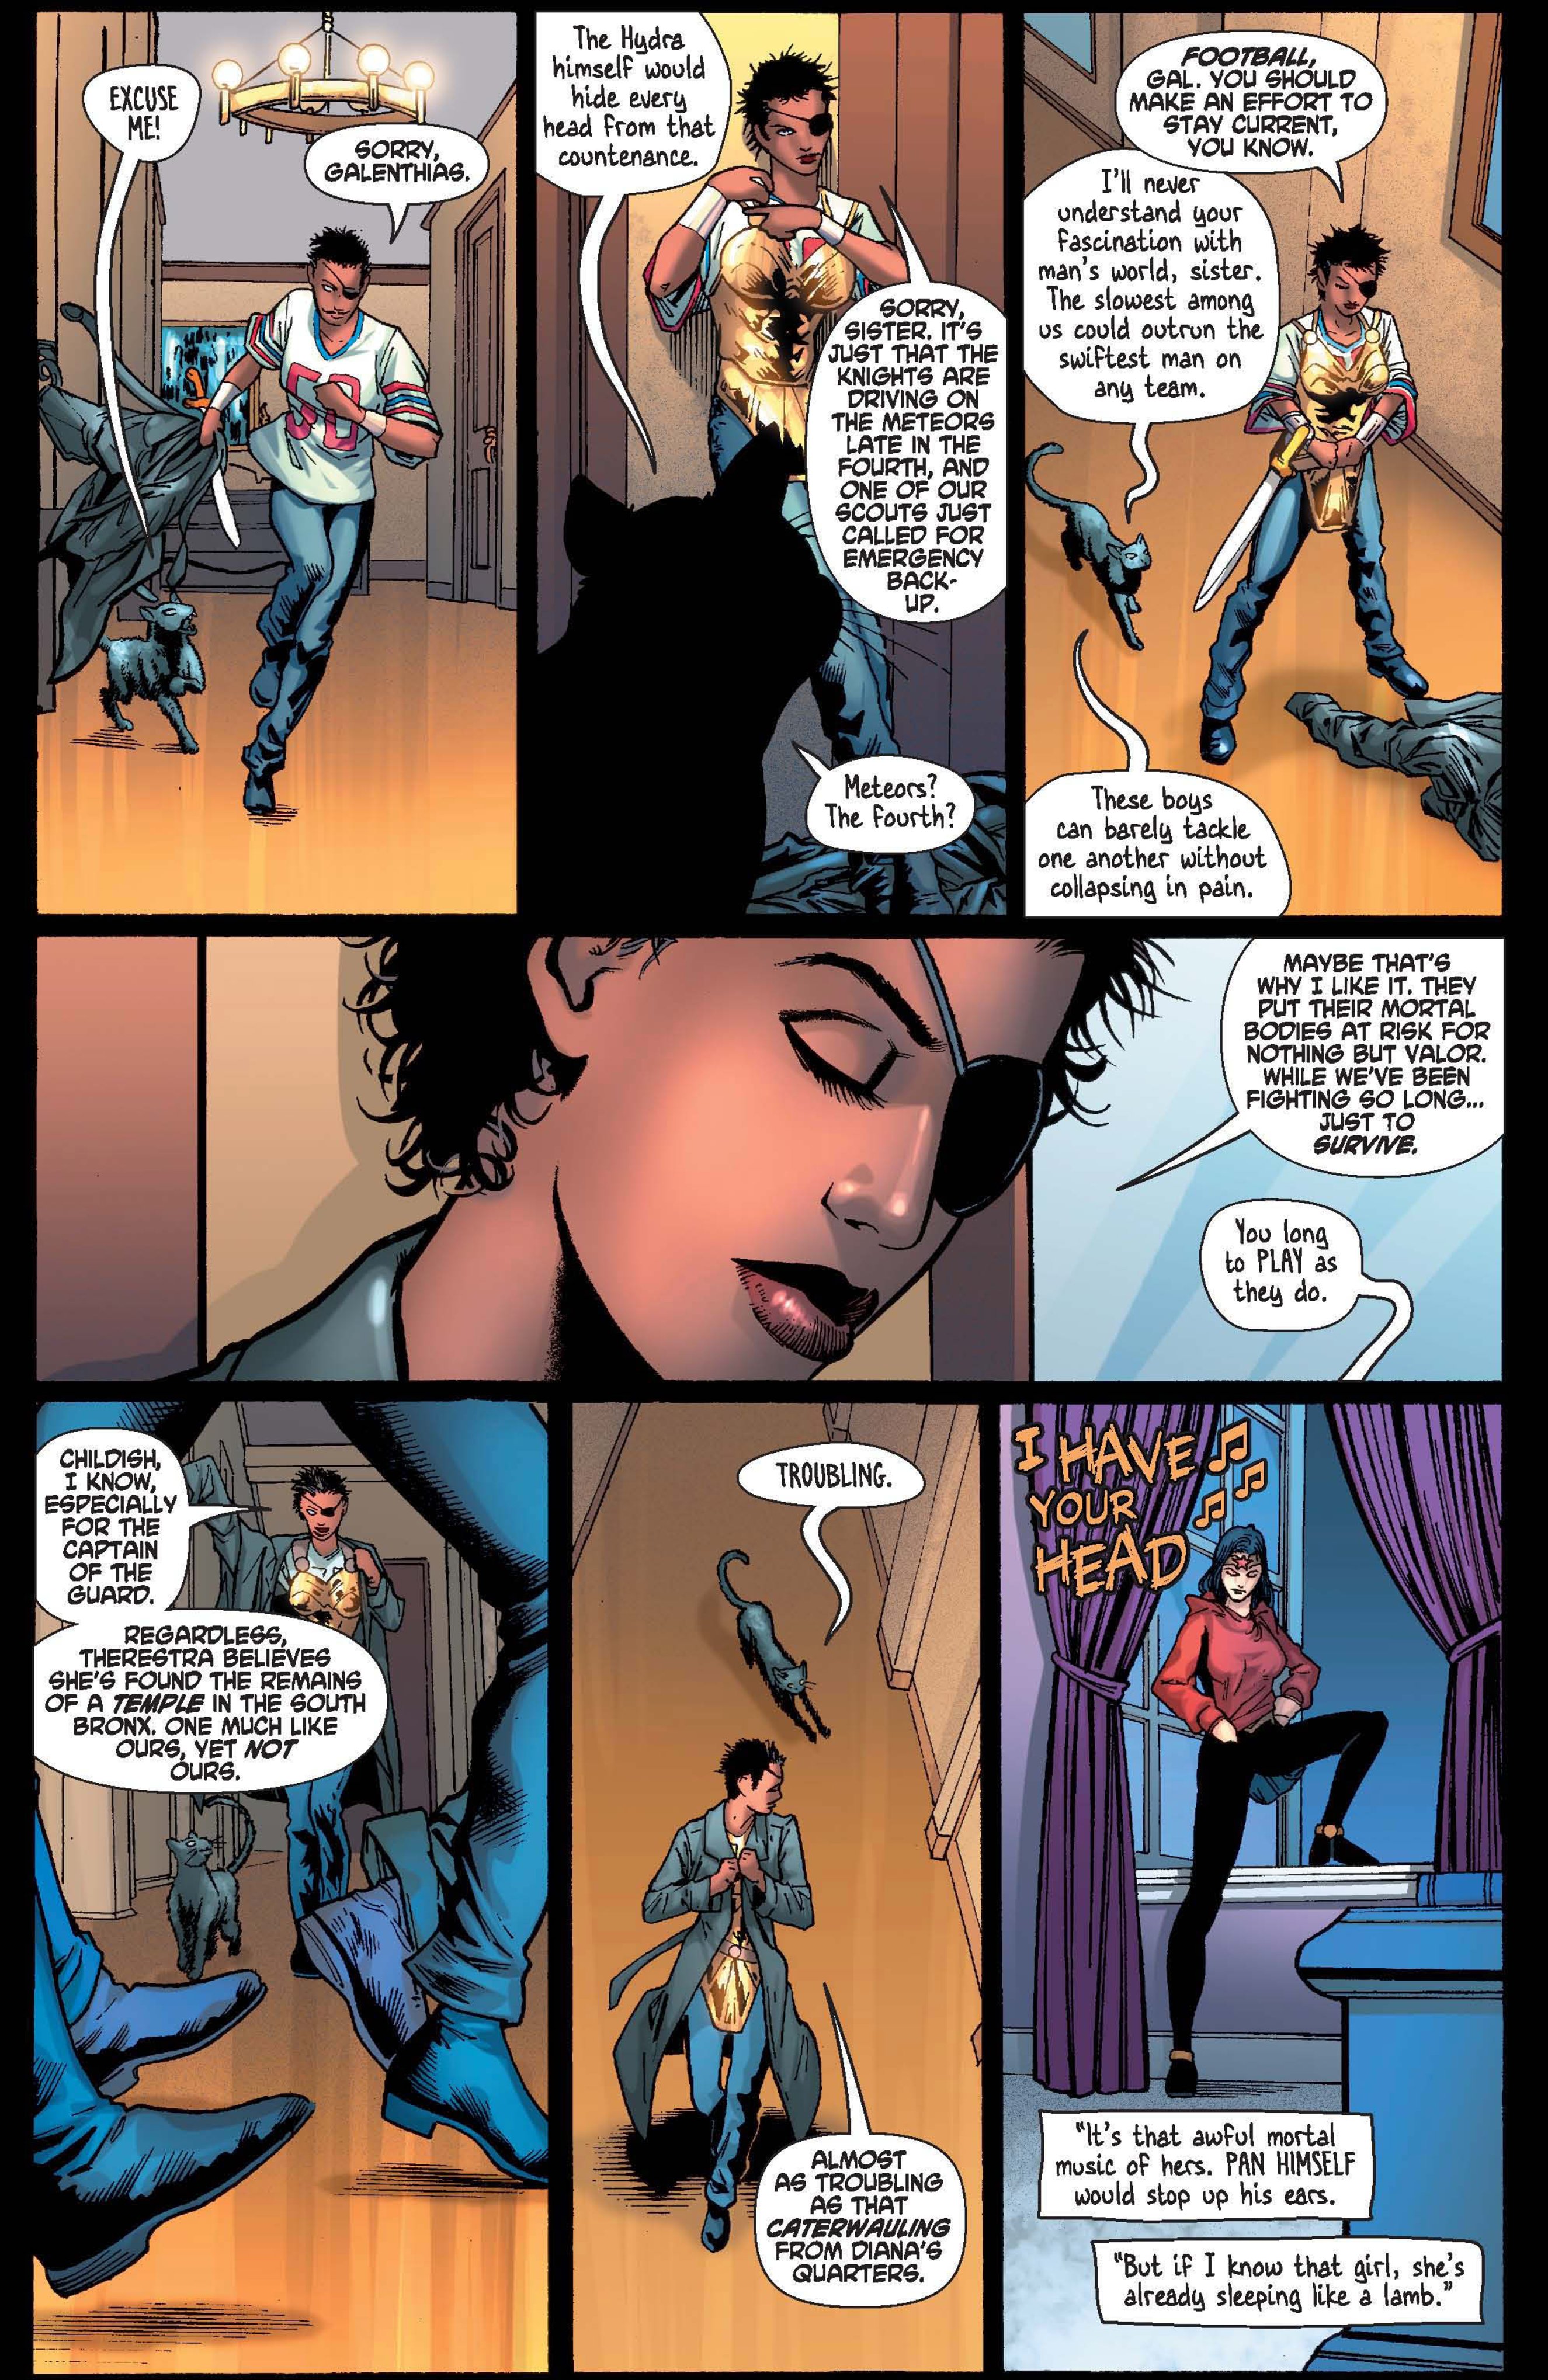 EXCUSE
ME!
SORRY,
GALENTHIAS.
50
The Hydra
himself would
hide every
head from that
countenance.
SORRY,
SISTER. IT'S
JUST THAT THE
KNIGHTS ARE
DRIVING ON
THE METEORS
LATE IN THE
FOURTH, AND
ONE OF OUR
SCOUTS JUST
CALLED FOR
EMERGENCY
BACK-
UP.
Meteors?
The fourth?
FOOTBALL,
GAL. YOU SHOULD
MAKE AN EFFORT TO
STAY CURRENT,
YOU KNOW.
I'll never
understand your
fascination with
man's world, sister.
The slowest among
us could outrun the
swiftest man on
any team.
These boys
can barely tackle
one another without
collapsing in pain.
MAYBE THAT'S
WHY I LIKE IT. THEY
PUT THEIR MORTAL
BODIES AT RISK FOR
NOTHING BUT VALOR.
WHILE WE'VE BEEN
FIGHTING SO LONG...
JUST TO
SURVIVE.
You long
to PLAY as
they do.
CHILDISH,
I KNOW,
ESPECIALLY
FOR THE
CAPTAIN
OF THE
GUARD.
REGARDLESS,
THERESTRA BELIEVES
SHE'S FOUND THE REMAINS
OF A TEMPLE IN THE SOUTH
BRONX. ONE MUCH LIKE
OURS, YET NOT
OURS.
TROUBLING.
ALMOST
AS TROUBLING
AS THAT
CATERWAULING
FROM DIANA'S
QUARTERS.
I HAVE
YOUR
HEAD
"It's that awful mortal
music of hers. PAN HIMSELF
would stop up his ears.
"But if I know that girl, she's
already sleeping like a lamb."